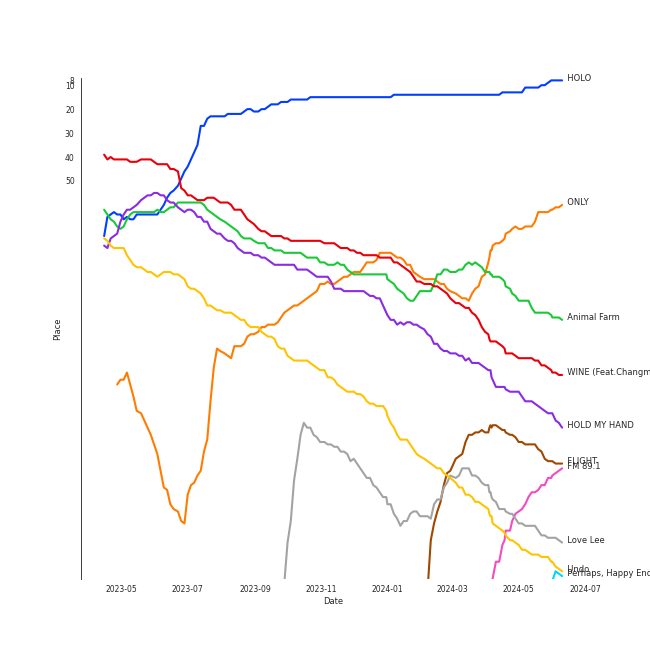 8
10
20
30
40
50
Place
HOLO
ONLY
Animal Farm
WINE (Feat.Changm
HOLD MY HAND
FLIGHT
FM 89.1
Love Lee
Undo
Perhaps, Happy End
2023-05 2023-07 2023-09 2023-11 2024-01 2024-03 2024-05 2024-07
Date